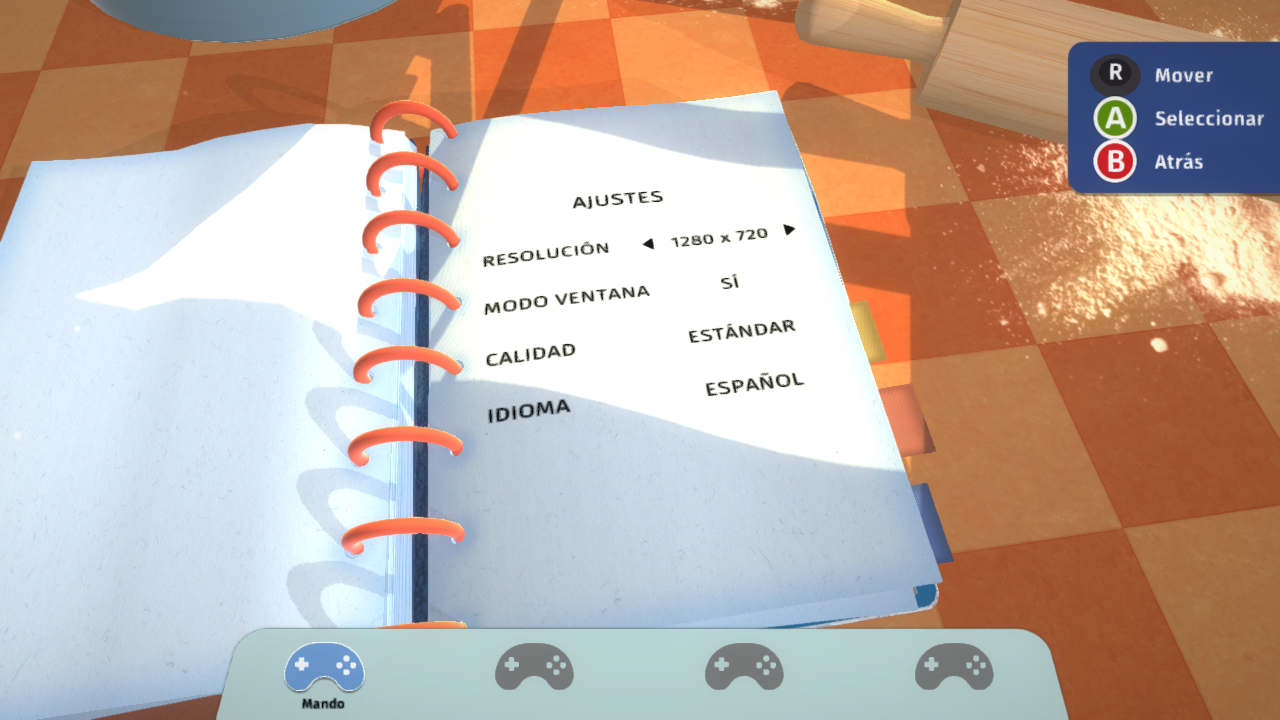 AJUSTES
RESOLUCIÓN 1280 x 720
MODO VENTANA SÍ
CALIDAD ESTÁNDAR
IDIOMA ESPAÑOL
R Mover
A Seleccionar
B Atrás
Mando